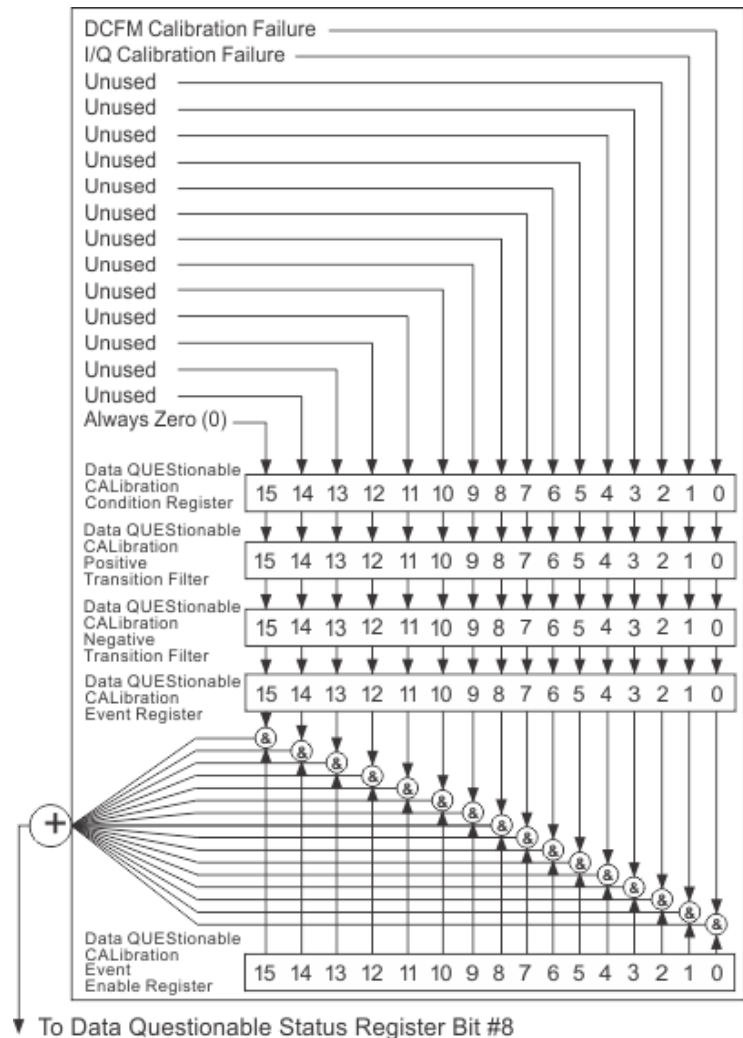 DCFM Calibration Failure
I/Q Calibration Failure
Unused
Unused
Unused
Unused
Unused
Unused
Unused
Unused
Unused
Unused
Unused
Unused
Unused
Always Zero (0)
Data QUEStionable
CALibration
Condition Register
15 14 13 12 11 10 9 8 7 6 5 4 3 2 1 0
Data QUEStionable
CALibration
Positive
Transition Filter
15 14 13 12 11 10 9 8 7 6 5 4 3 2 1 0
Data QUEStionable
CALibration
Negative
Transition Filter
15 14 13 12 11 10 9 8 7 6 5 4 3 2 1 0
Data QUEStionable
CALibration
Event Register
15 14 13 12 11 10 9 8 7 6 5 4 3 2 1 0
& & & & & & & & & & & & & & & &
+
Data QUEStionable
CALibration
Event
Enable Register
15 14 13 12 11 10 9 8 7 6 5 4 3 2 1 0
To Data Questionable Status Register Bit #8